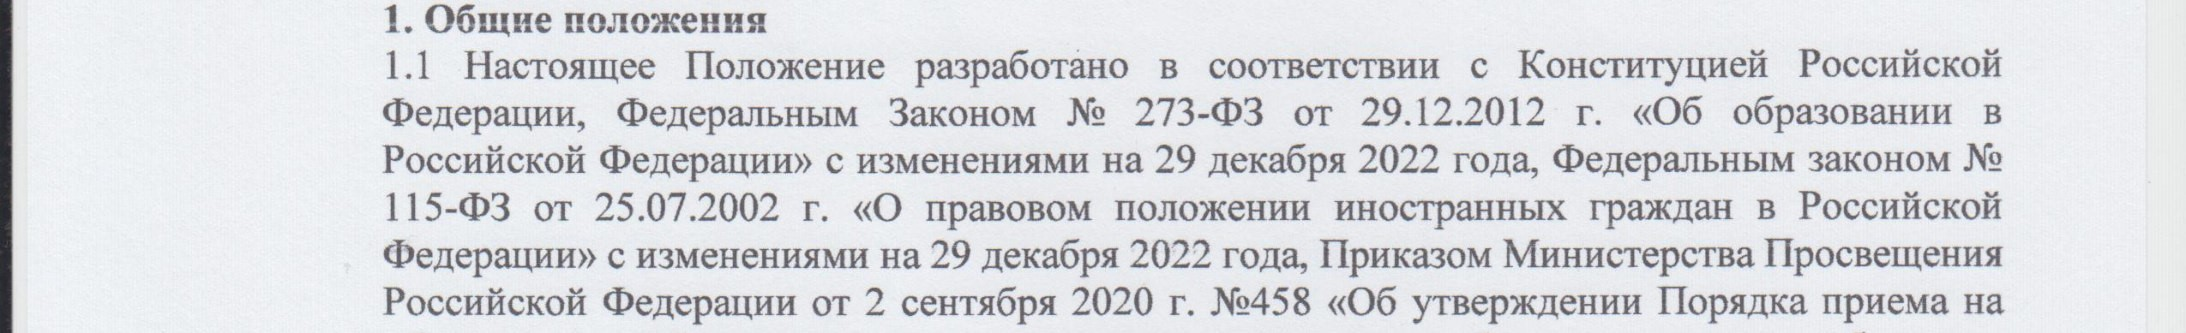 1. Общие положения
1.1 Настоящее Положение разработано в соответствии с Конституцией Российской
Федерации, Федеральным Законом № 273-ФЗ от 29.12.2012 г. «Об образовании в
Российской Федерации» с изменениями на 29 декабря 2022 года, Федеральным законом №
115-ФЗ от 25.07.2002 г. «О правовом положении иностранных граждан в Российской
Федерации» с изменениями на 29 декабря 2022 года, Приказом Министерства Просвещения
Российской Федерации от 2 сентября 2020 г. №458 «Об утверждении Порядка приема на